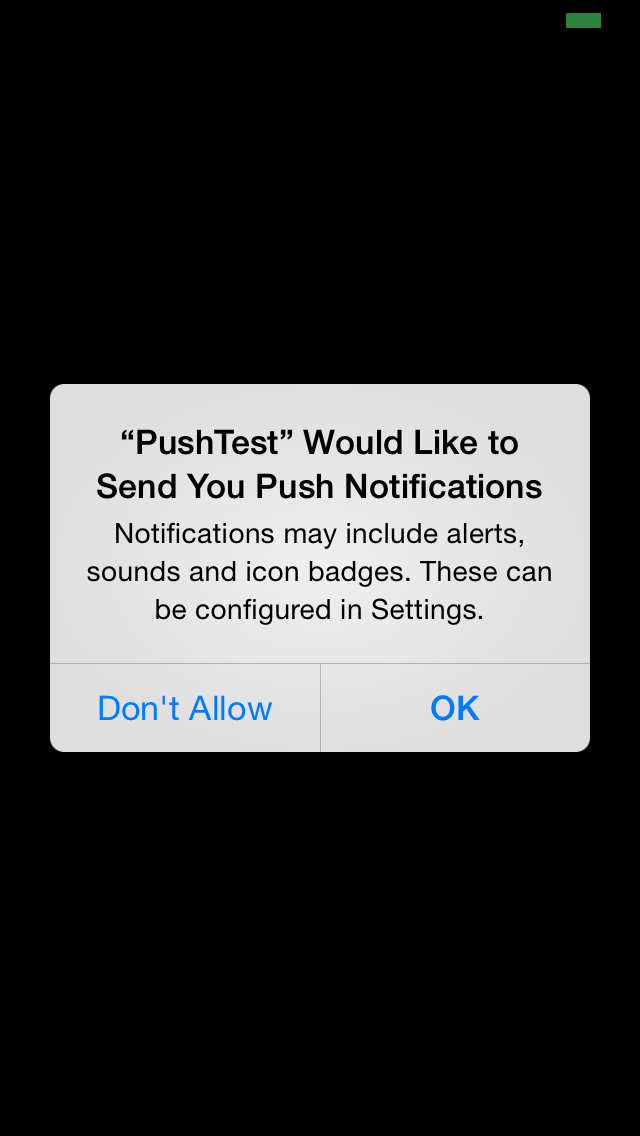 “PushTest” Would Like to
Send You Push Notifications
Notifications may include alerts,
sounds and icon badges. These can
be configured in Settings.
Don't Allow
OK